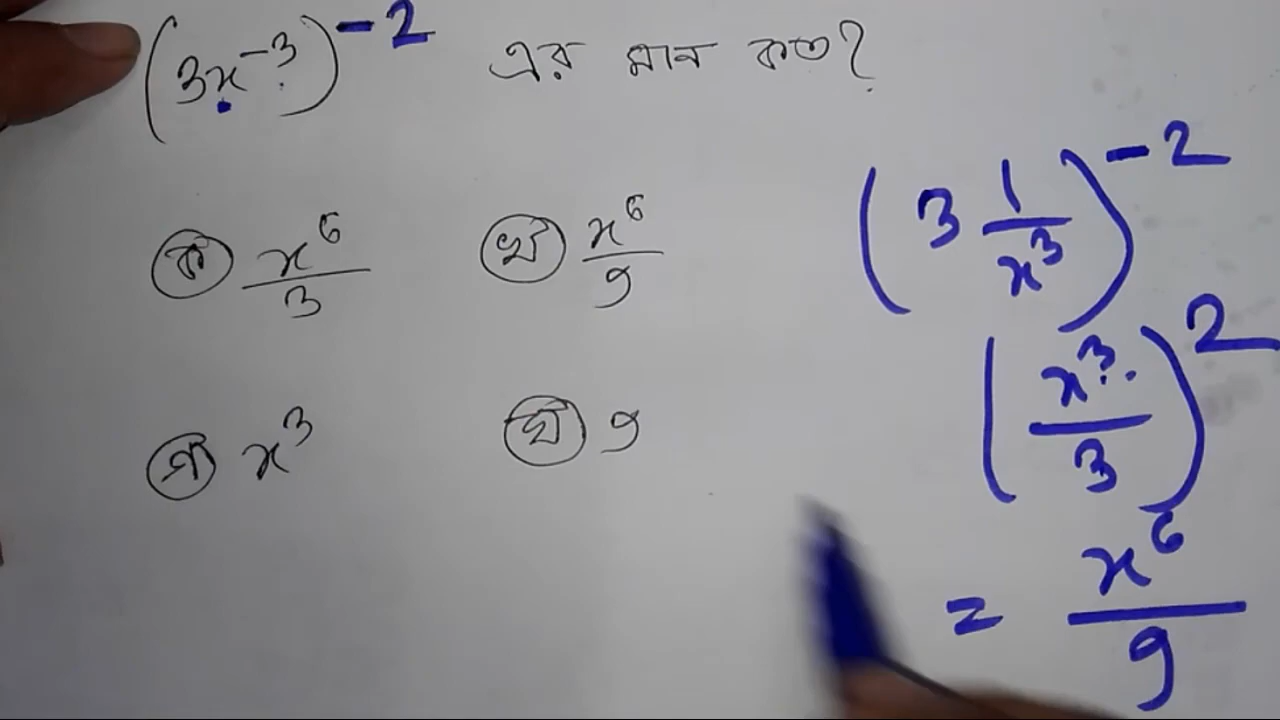 (3x⁻³)⁻² এর মান কত?
(ক) x⁶/3 (খ) x⁶/9
(গ) x³ (ঘ) 9
(3 1/x³)⁻²
(x³/3)²
= x⁶/9